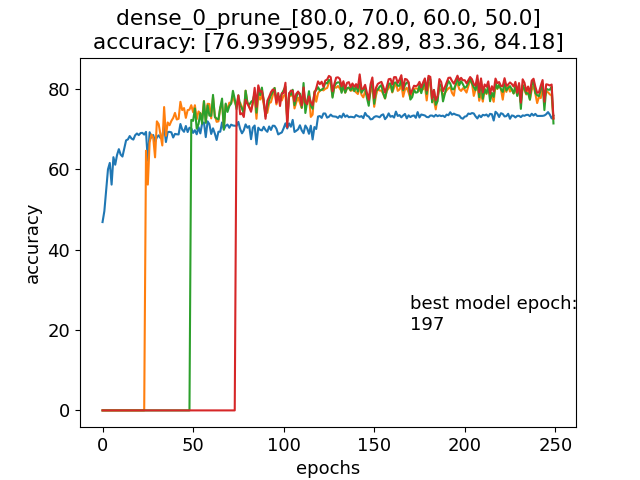 dense_0_prune_[80.0, 70.0, 60.0, 50.0]
accuracy: [76.939995, 82.89, 83.36, 84.18]
80
60
40
20
0
accuracy
best model epoch:
197
0 50 100 150 200 250
epochs